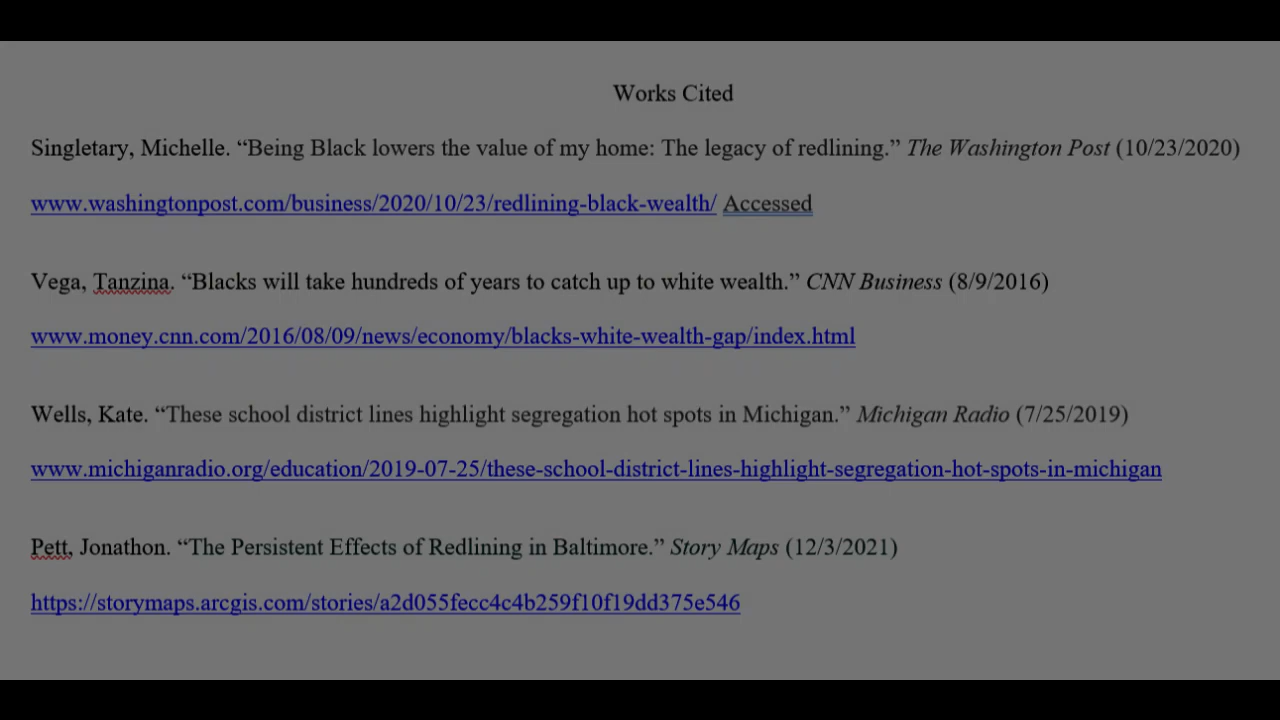 Works Cited
Singletary, Michelle. “Being Black lowers the value of my home: The legacy of redlining.” The Washington Post (10/23/2020)
www.washingtonpost.com/business/2020/10/23/redlining-black-wealth/ Accessed
Vega, Tanzina. “Blacks will take hundreds of years to catch up to white wealth.” CNN Business (8/9/2016)
www.money.cnn.com/2016/08/09/news/economy/blacks-white-wealth-gap/index.html
Wells, Kate. “These school district lines highlight segregation hot spots in Michigan.” Michigan Radio (7/25/2019)
www.michiganradio.org/education/2019-07-25/these-school-district-lines-highlight-segregation-hot-spots-in-michigan
Pett, Jonathon. “The Persistent Effects of Redlining in Baltimore.” Story Maps (12/3/2021)
https://storymaps.arcgis.com/stories/a2d055fecc4c4b259f10f19dd375e546